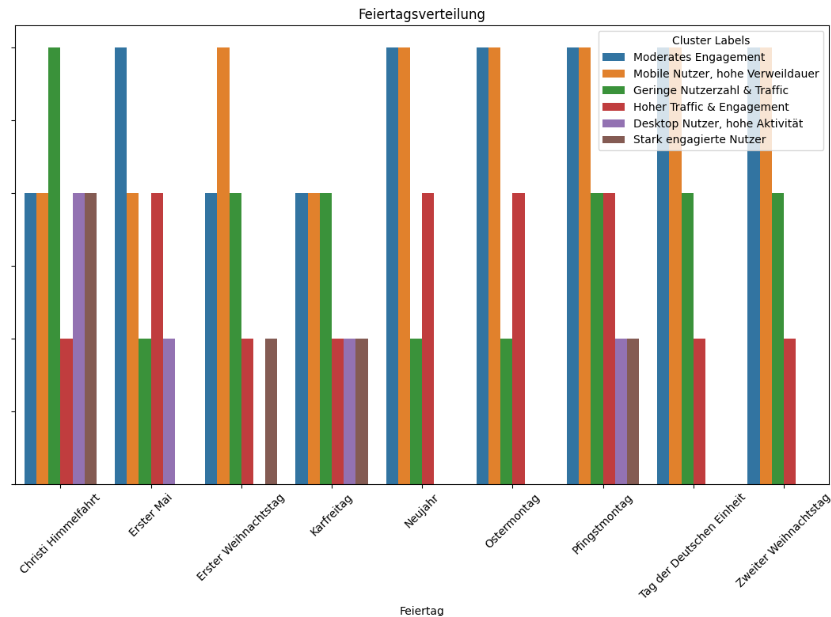 Feiertagsverteilung
Cluster Labels
Moderates Engagement
Mobile Nutzer, hohe Verweildauer
Geringe Nutzerzahl & Traffic
Hoher Traffic & Engagement
Desktop Nutzer, hohe Aktivität
Stark engagierte Nutzer
Christi Himmelfahrt
Erster Mai
Erster Weihnachtstag
Karfreitag
Neujahr
Ostermontag
Pfingstmontag
Tag der Deutschen Einheit
Zweiter Weihnachtstag
Feiertag